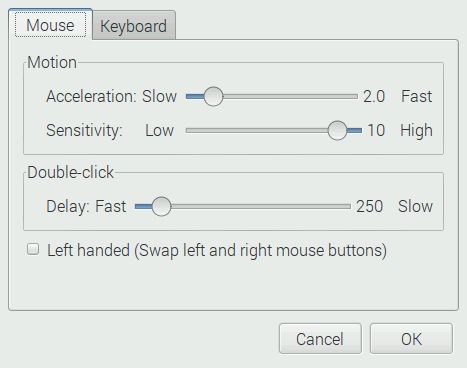 Mouse Keyboard
Motion
Acceleration: Slow 2.0 Fast
Sensitivity: Low 10 High
Double-click
Delay: Fast 250 Slow
Left handed (Swap left and right mouse buttons)
Cancel OK